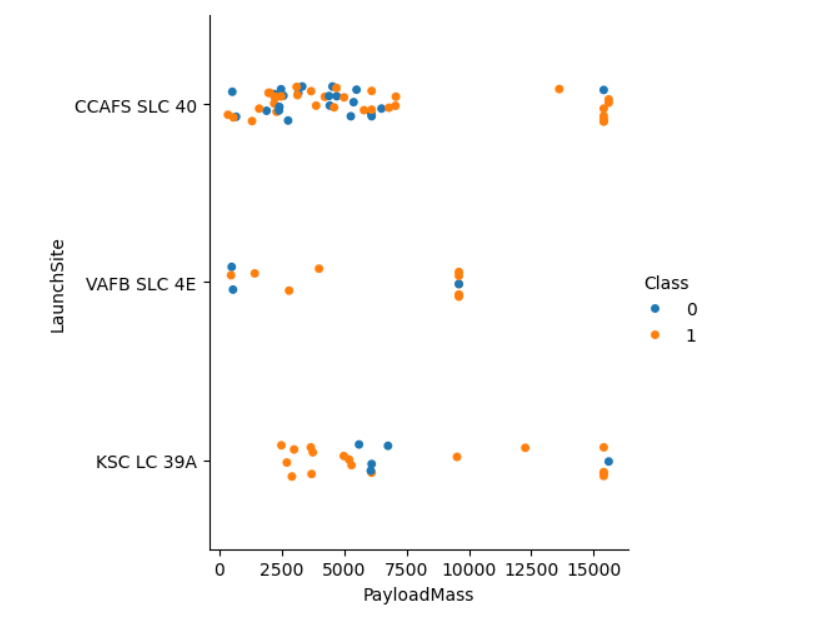 CCAFS SLC 40
VAFB SLC 4E
KSC LC 39A
LaunchSite
0 2500 5000 7500 10000 12500 15000
PayloadMass
Class
0
1